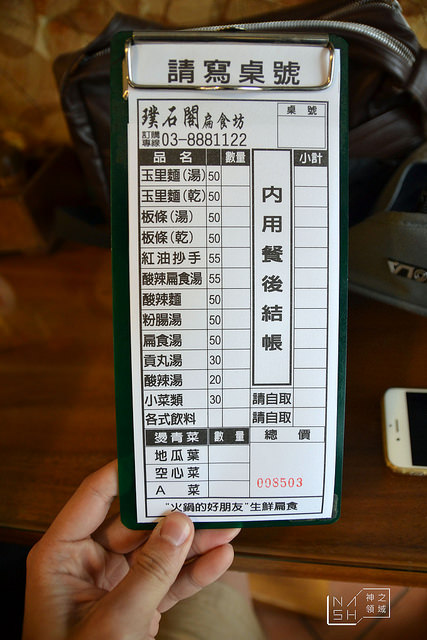 請寫桌號
璞石閣扁食坊
桌號
訂購專線 03-8881122
品名 數量 小計
玉里麵(湯) 50
玉里麵(乾) 50
板條(湯) 50
板條(乾) 50
紅油抄手 55
酸辣扁食湯 55
酸辣麵 50
粉腸湯 50
扁食湯 50
貢丸湯 30
酸辣湯 20
小菜類 30 請自取
各式飲料 請自取
內用餐後結帳
燙青菜 數量 總價
地瓜葉
空心菜
A菜
098503
"火鍋的好朋友"生鮮扁食
NASH 神之領域